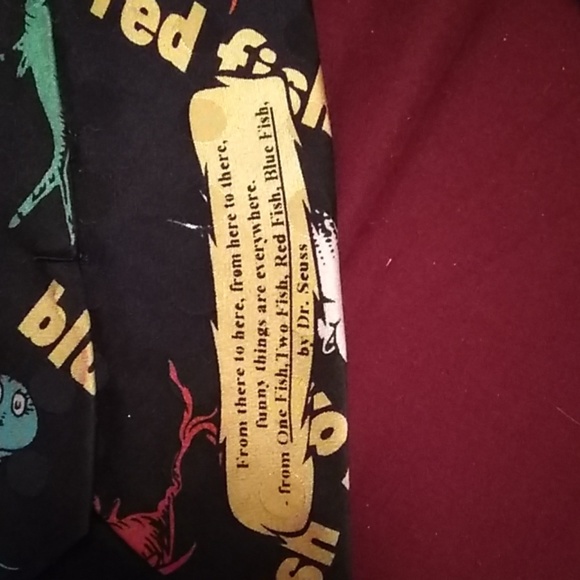 red fish
From there to here, from here to there,
funny things are everywhere.
- from One Fish, Two Fish, Red Fish, Blue Fish,
by Dr. Seuss
blu
sh